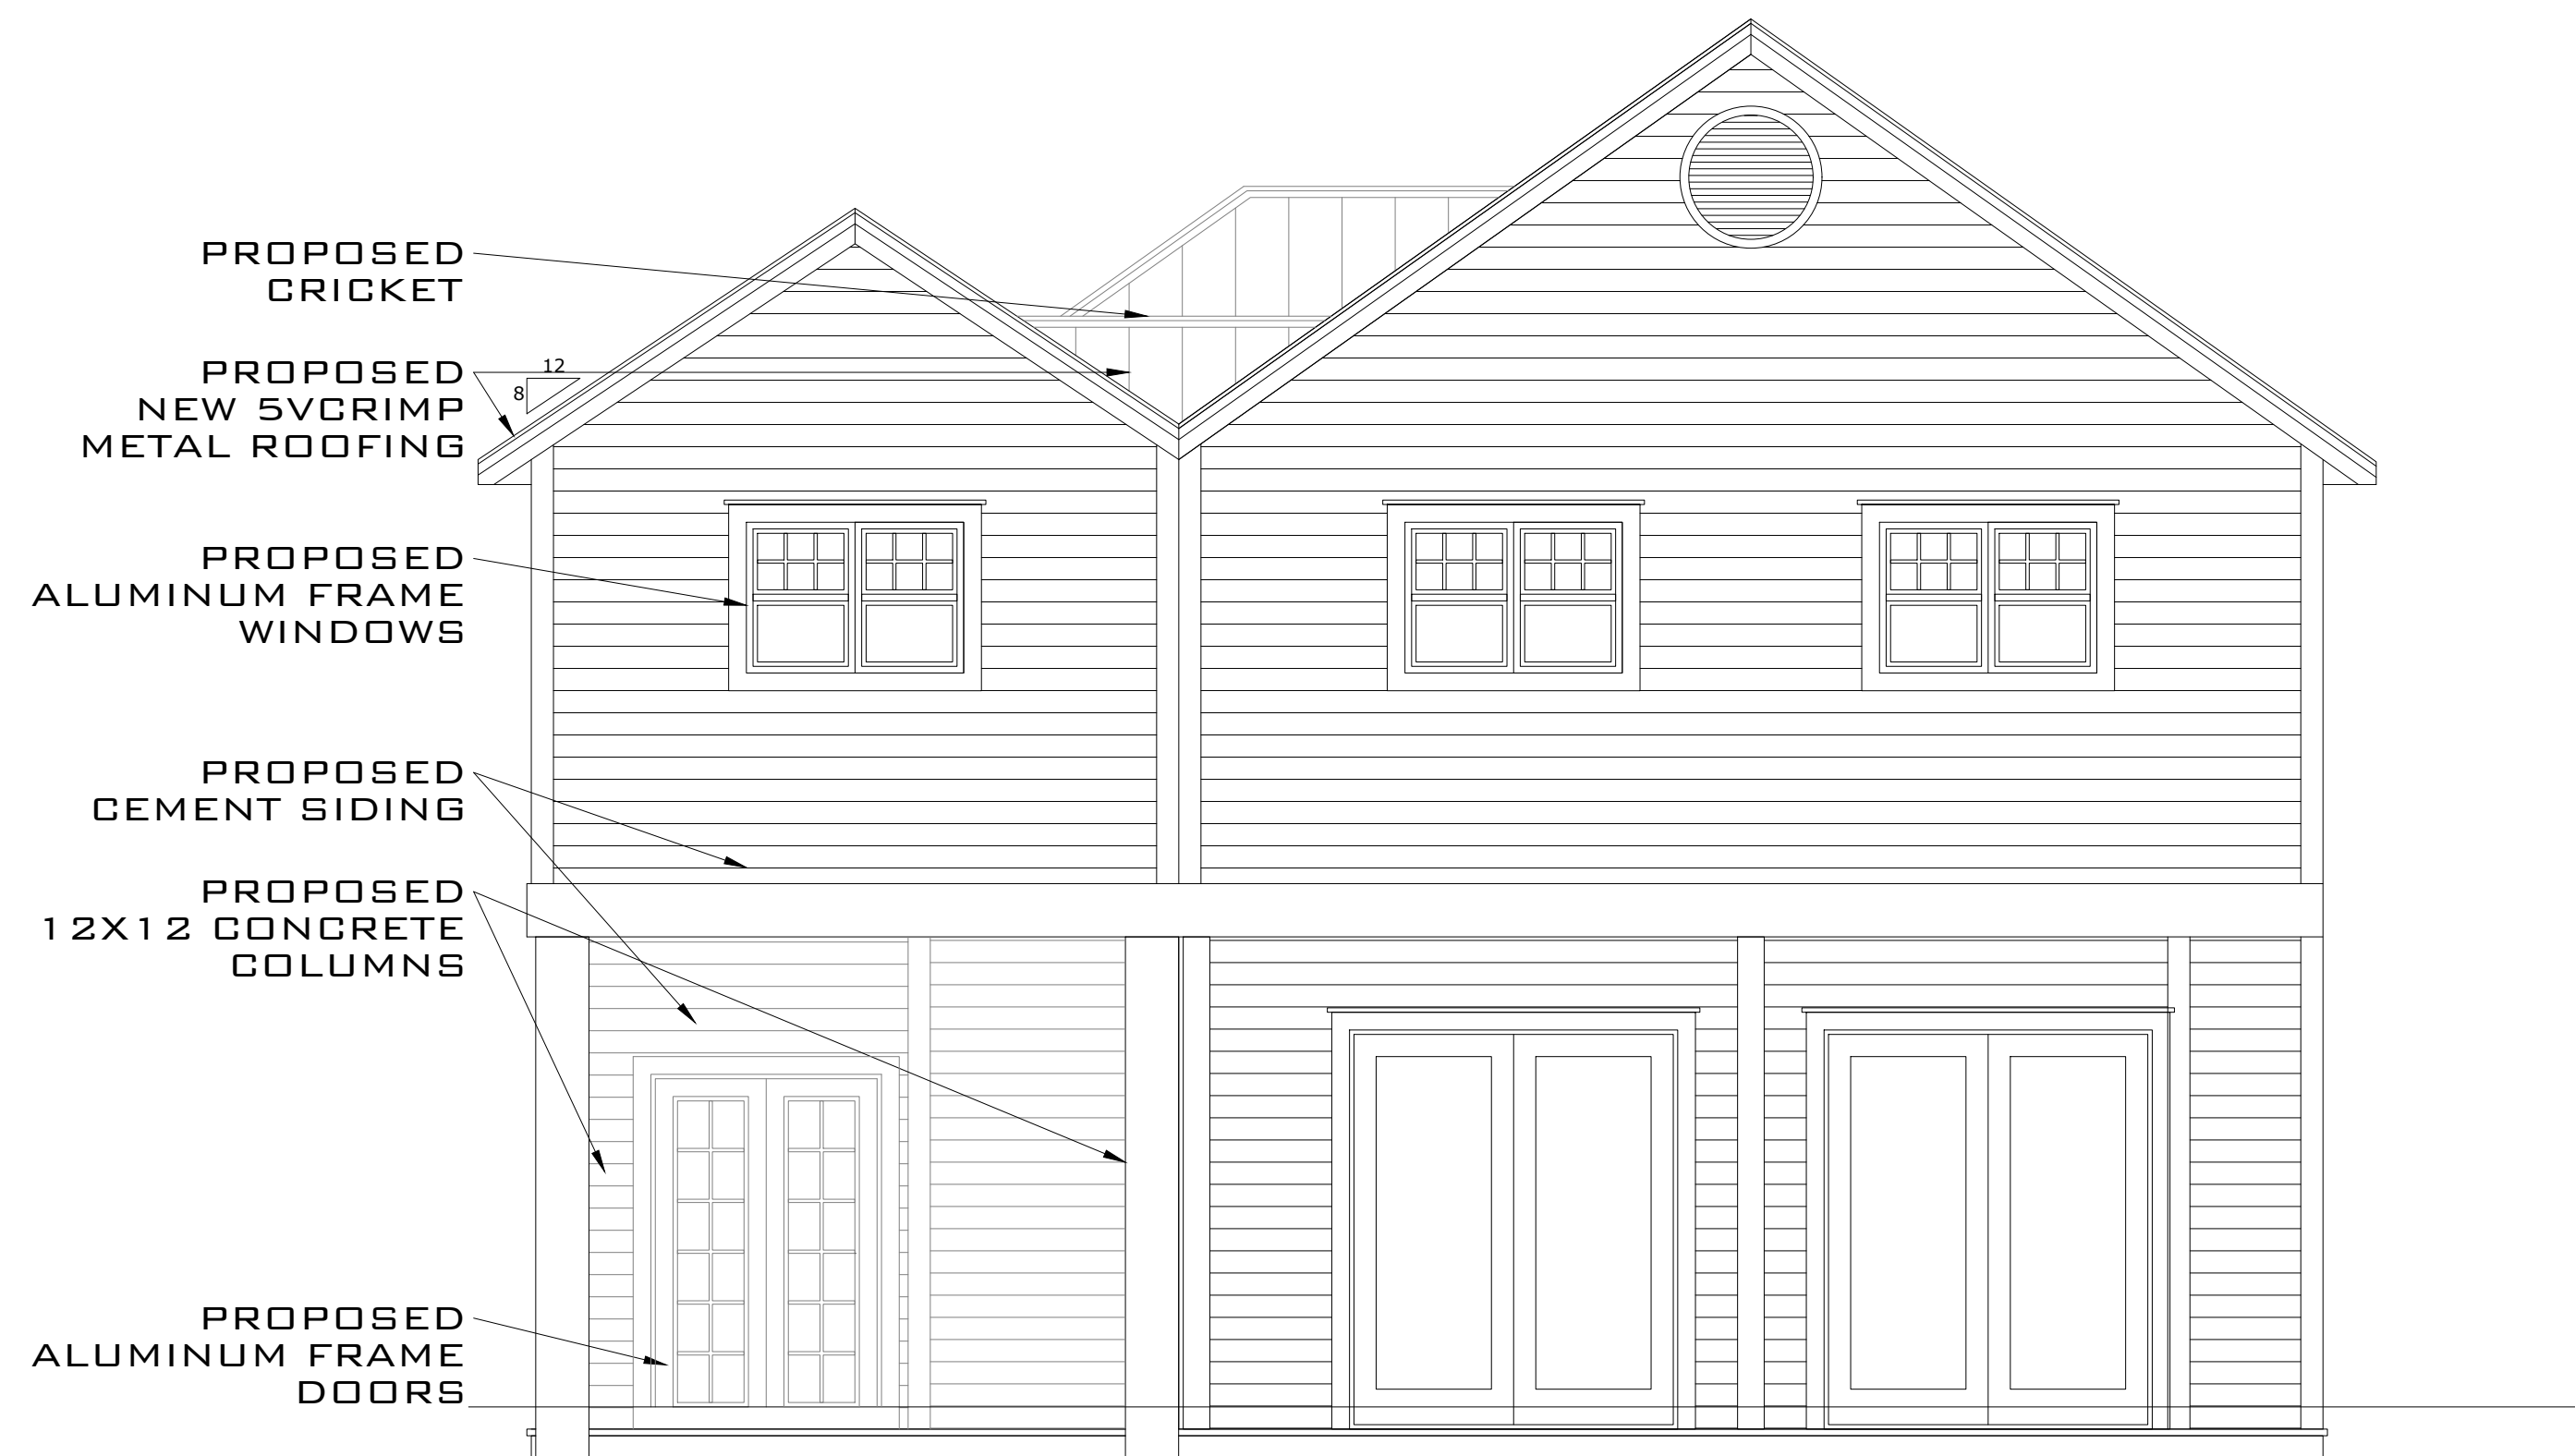 PROPOSED
CRICKET
PROPOSED
NEW 5VCRIMP
METAL ROOFING
12
8
PROPOSED
ALUMINUM FRAME
WINDOWS
PROPOSED
CEMENT SIDING
PROPOSED
12X12 CONCRETE
COLUMNS
PROPOSED
ALUMINUM FRAME
DOORS